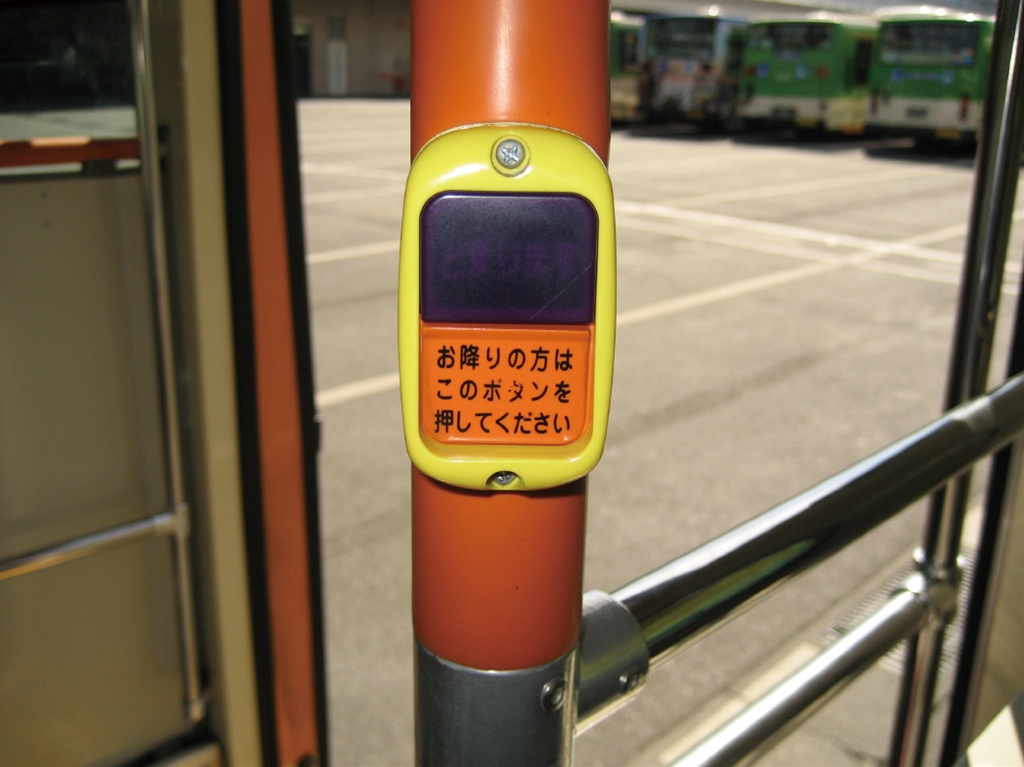 お降りの方は
このボタンを
押してください